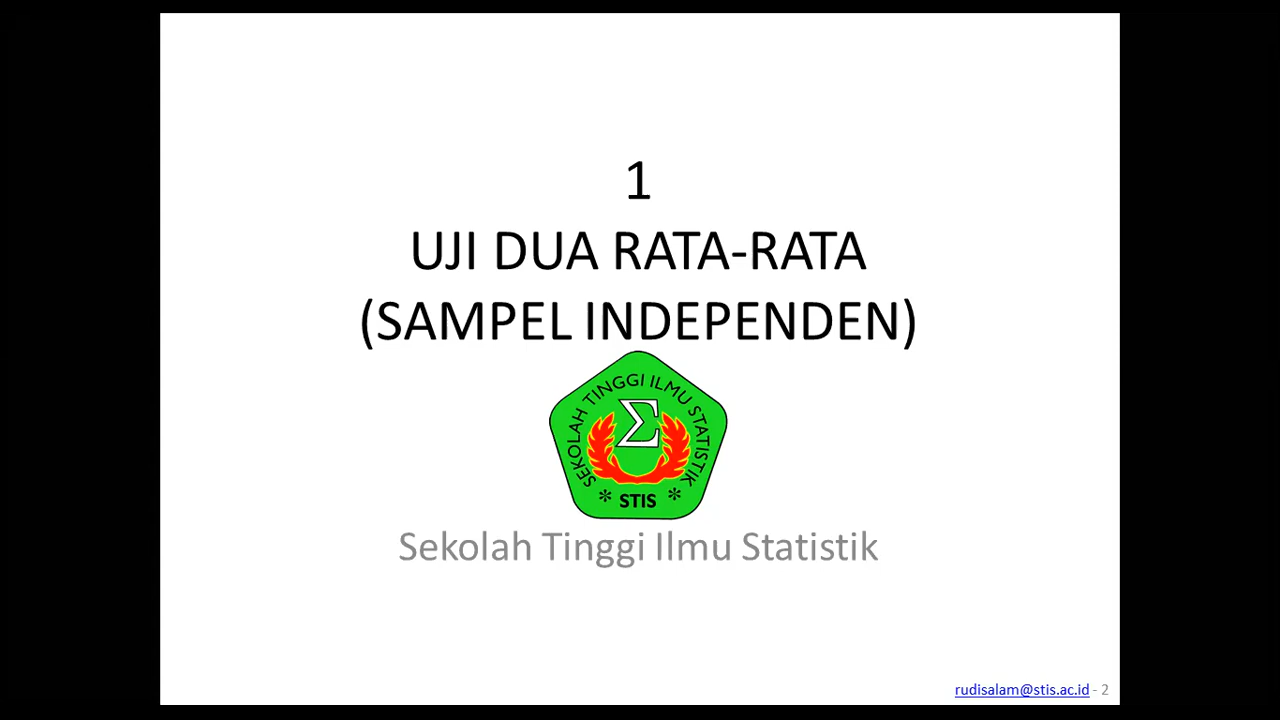 1
UJI DUA RATA-RATA
(SAMPEL INDEPENDEN)
SEKOLAH TINGGI ILMU STATISTIK
Σ
* STIS *
Sekolah Tinggi Ilmu Statistik
rudisalam@stis.ac.id - 2